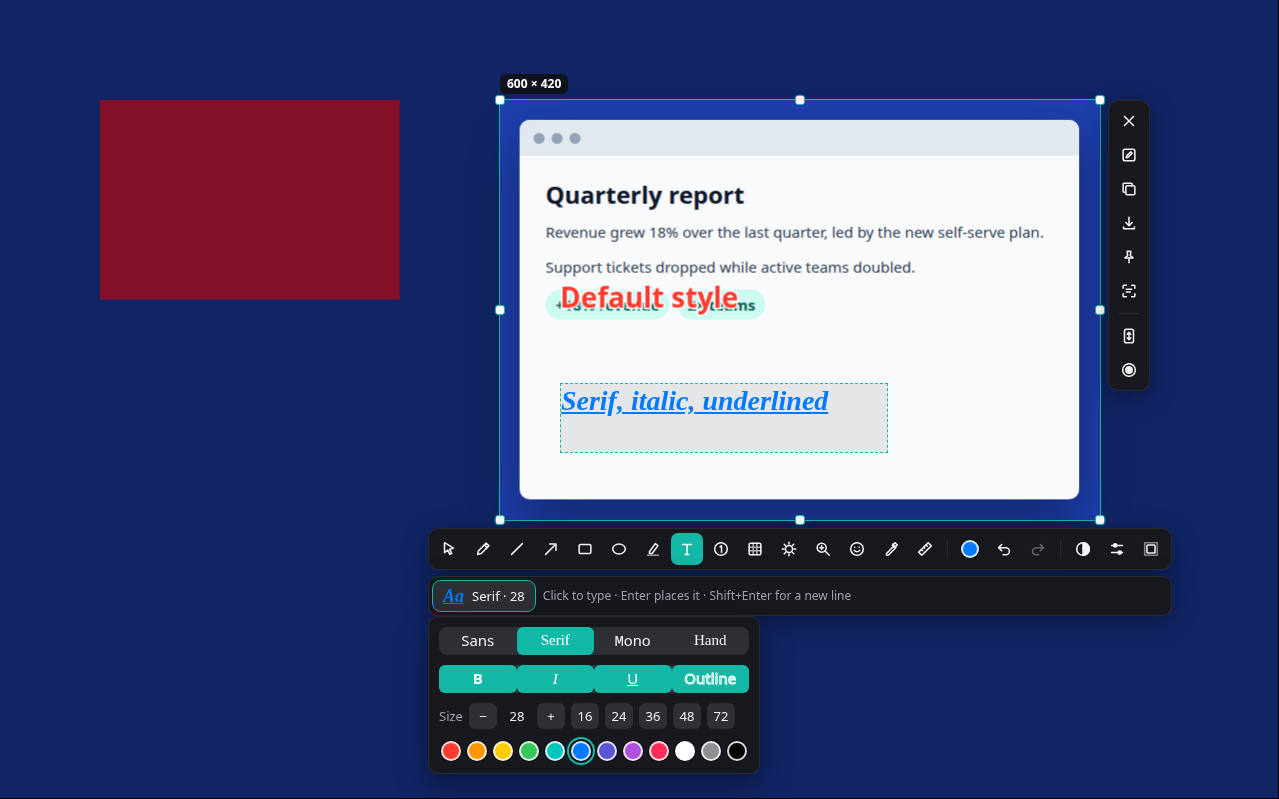 600 × 420
Quarterly report
Revenue grew 18% over the last quarter, led by the new self-serve plan.
Support tickets dropped while active teams doubled.
Default style
Serif, italic, underlined
Aa Serif · 28 Click to type · Enter places it · Shift+Enter for a new line
Sans Serif Mono Hand
B I U Outline
Size − 28 + 16 24 36 48 72